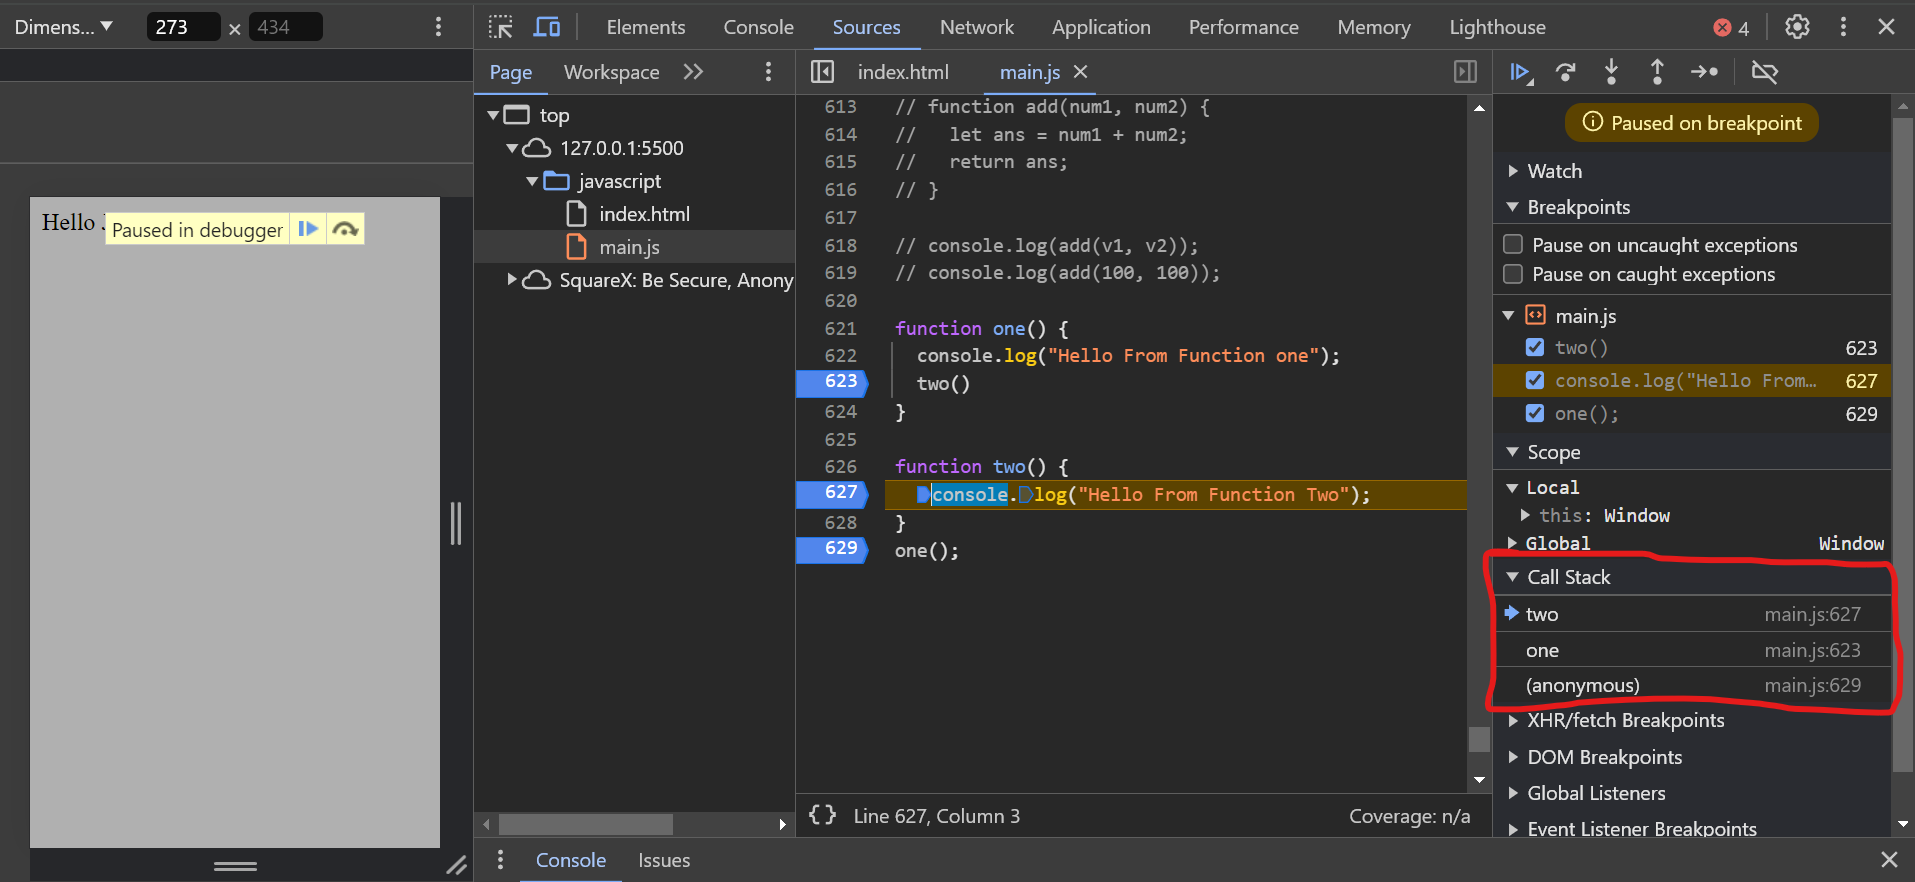 Dimens... 273 × 434
Elements Console Sources Network Application Performance Memory Lighthouse 4
Page Workspace
index.html main.js
top
127.0.0.1:5500
javascript
index.html
main.js
SquareX: Be Secure, Anony
Hello
Paused in debugger
613 // function add(num1, num2) {
614 //   let ans = num1 + num2;
615 //   return ans;
616 // }
617
618 // console.log(add(v1, v2));
619 // console.log(add(100, 100));
620
621 function one() {
622   console.log("Hello From Function one");
623   two()
624 }
625
626 function two() {
627   console.log("Hello From Function Two");
628 }
629 one();
{} Line 627, Column 3 Coverage: n/a
Paused on breakpoint
Watch
Breakpoints
Pause on uncaught exceptions
Pause on caught exceptions
main.js
two() 623
console.log("Hello From... 627
one(); 629
Scope
Local
this: Window
Global Window
Call Stack
two main.js:627
one main.js:623
(anonymous) main.js:629
XHR/fetch Breakpoints
DOM Breakpoints
Global Listeners
Event Listener Breakpoints
Console Issues